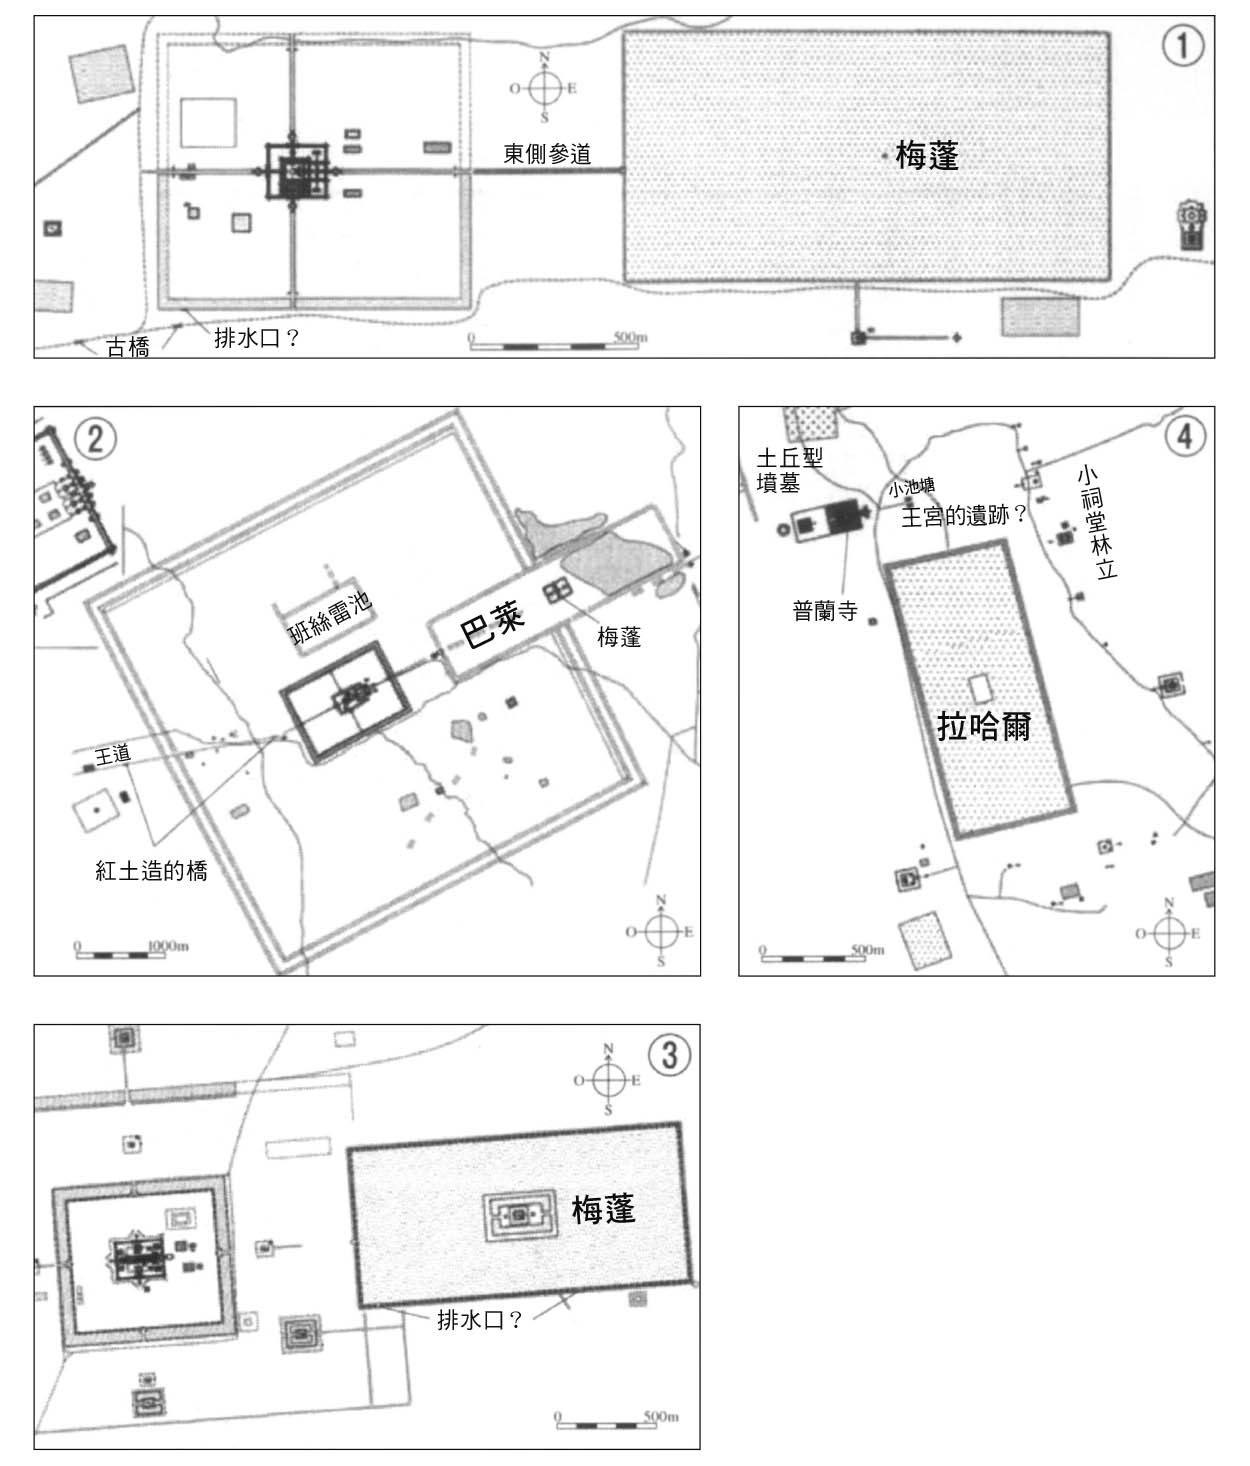 ①
N
O E
S
東側參道
梅蓬
排水口？
古橋
0 500m
②
班絲雷池
巴萊
梅蓬
王道
紅土造的橋
0 1000m
N
O E
S
④
土丘型
墳墓
小池塘
王宮的遺跡？
小祠堂林立
普蘭寺
拉哈爾
0 500m
N
O E
S
③
N
O E
S
梅蓬
排水口？
0 500m